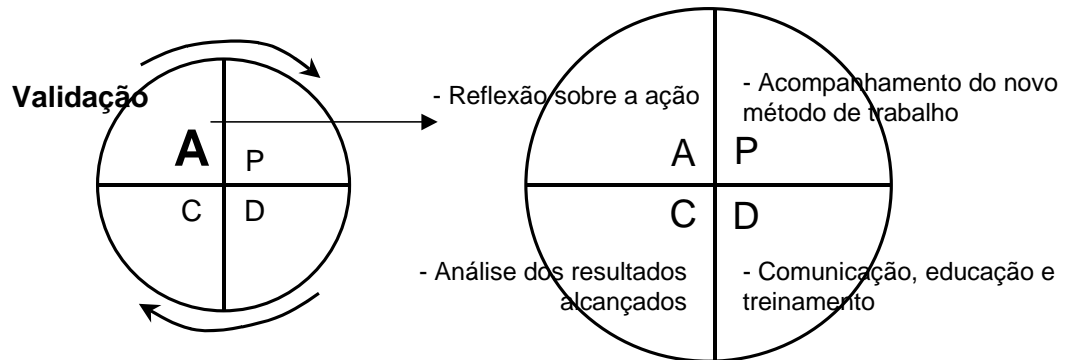 Validação
A
P
C
D
- Reflexão sobre a ação
- Acompanhamento do novo
método de trabalho
A
P
C
D
- Análise dos resultados
alcançados
- Comunicação, educação e
treinamento